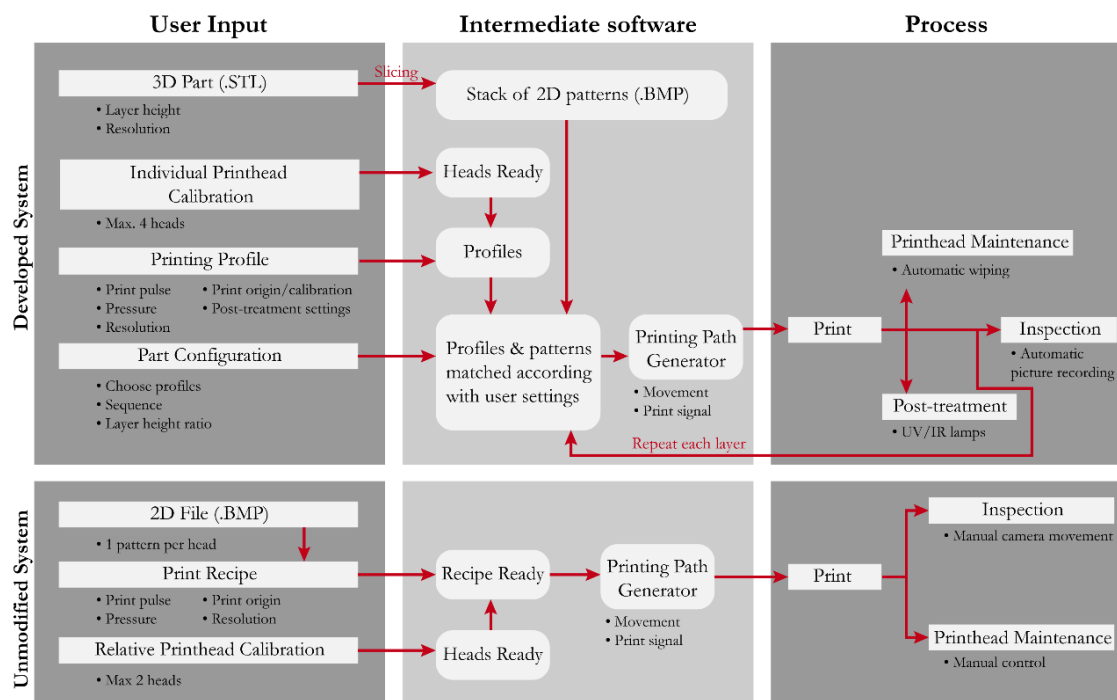 User Input
Intermediate software
Process
Developed System
3D Part (.STL)
• Layer height
• Resolution
Slicing
Stack of 2D patterns (.BMP)
Individual Printhead
Calibration
• Max. 4 heads
Heads Ready
Printing Profile
• Print pulse
• Pressure
• Resolution
• Print origin/calibration
• Post-treatment settings
Profiles
Part Configuration
• Choose profiles
• Sequence
• Layer height ratio
Profiles & patterns
matched according
with user settings
Printing Path
Generator
• Movement
• Print signal
Print
Printhead Maintenance
• Automatic wiping
Inspection
• Automatic
picture recording
Post-treatment
• UV/IR lamps
Repeat each layer
Unmodified System
2D File (.BMP)
• 1 pattern per head
Print Recipe
• Print pulse
• Pressure
• Print origin
• Resolution
Relative Printhead Calibration
• Max 2 heads
Recipe Ready
Heads Ready
Printing Path
Generator
• Movement
• Print signal
Print
Inspection
• Manual camera movement
Printhead Maintenance
• Manual control